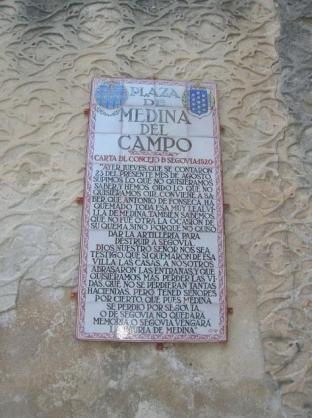 PLAZA
DE
MEDINA
DEL
CAMPO
CARTA DL CONCEJO D SEGOVIA 1520
"AYER, JUEVES, QUE SE CONTARON
23 DEL PRESENTE MES DE AGOSTO,
SUPIMOS LO QUE NO QUISIERAMOS
SABER Y HEMOS OIDO LO QUE NO
QUISIERAMOS OIR, CONVIENE A SA
BER, QUE ANTONIO DE FONSECA HA
QUEMADO TODA ESA MUY LEAL VI
LLA DE MEDINA. TAMBIEN SABEMOS
QUE NO FUE OTRA LA OCASION DE
SU QUEMA, SINO PORQUE NO QUISO
DAR LA ARTILLERIA PARA
DESTRUIR A SEGOVIA.
DIOS NUESTRO SEÑOR NOS SEA
TESTIGO, QUE SI QUEMARON DE ESA
VILLA LAS CASAS, A NOSOTROS
ABRASARON LAS ENTRAÑAS Y QUE
QUISIERAMOS MAS PERDER LAS VI
DAS, QUE NO SE PERDIERAN TANTAS
HACIENDAS. PERO TENED SEÑORES
POR CIERTO, QUE PUES MEDINA
SE PERDIO POR SEGOVIA,
O DE SEGOVIA NO QUEDARA
MEMORIA O SEGOVIA VENGARA
LA INJURIA DE MEDINA"